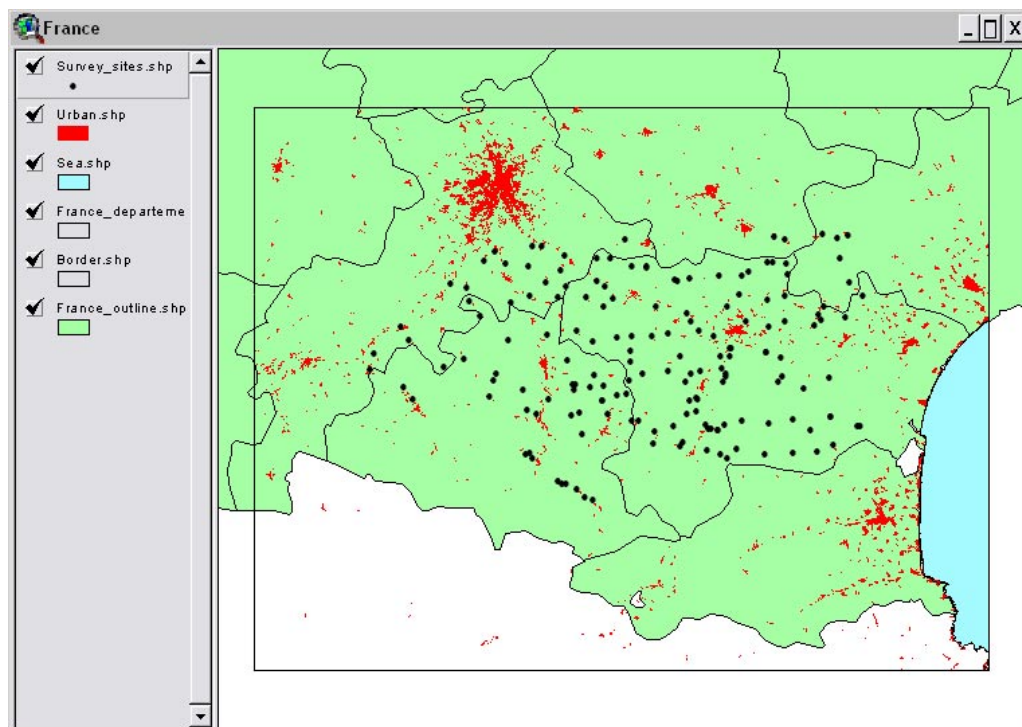 France
Survey_sites.shp
Urban.shp
Sea.shp
France_departeme
Border.shp
France_outline.shp